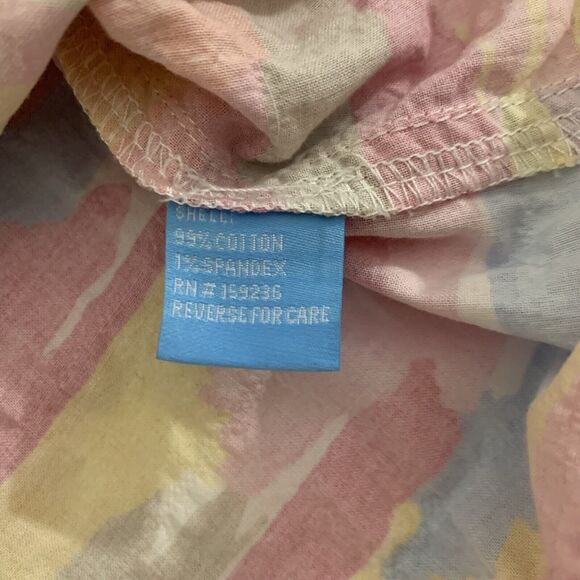 SHELL:
99% COTTON
1% SPANDEX
RN # 159236
REVERSE FOR CARE